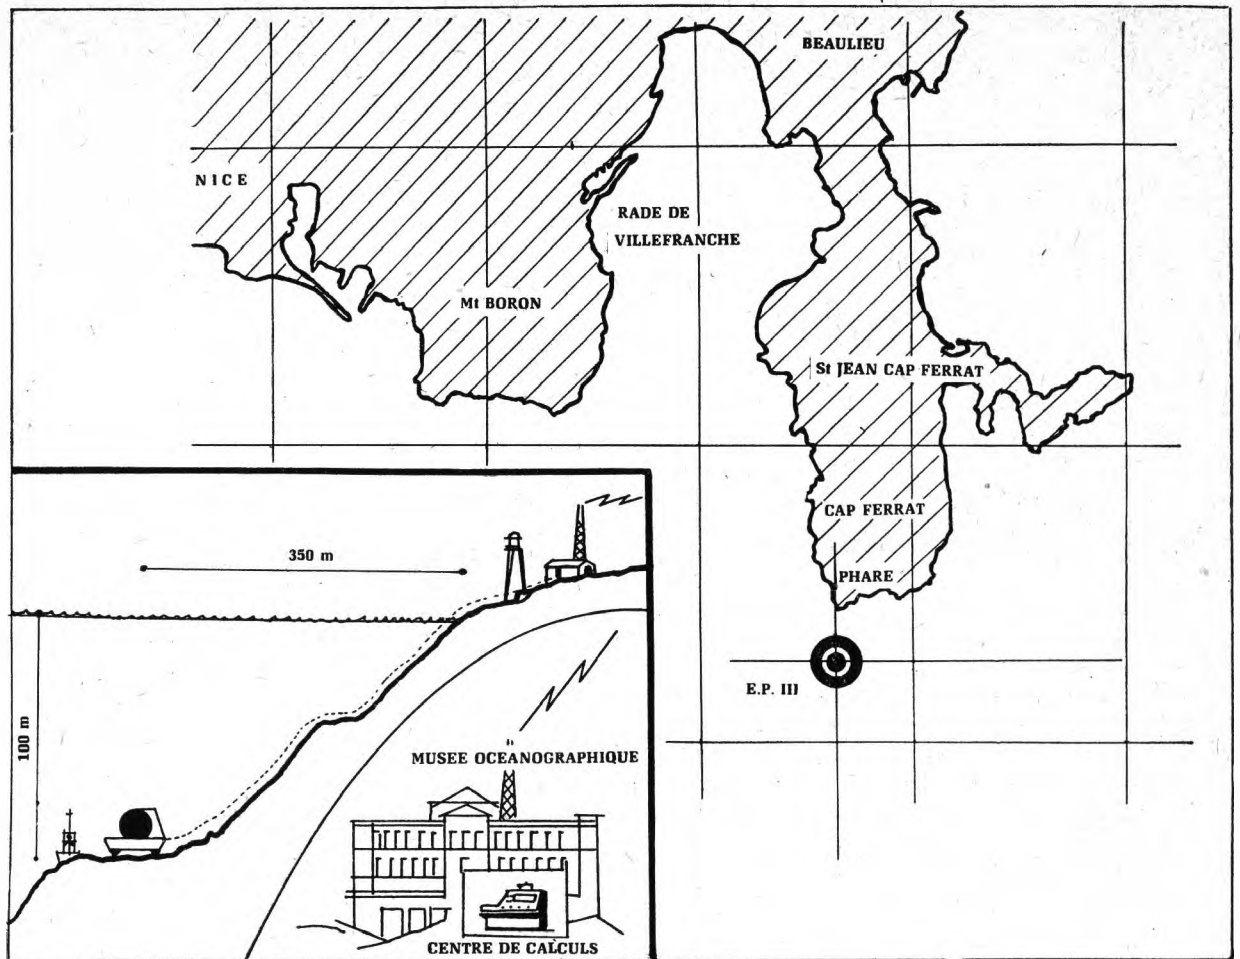 BEAULIEU
NICE
RADE DE
VILLEFRANCHE
Mt BORON
St JEAN CAP FERRAT
CAP FERRAT
PHARE
E.P. III
350 m
100 m
MUSEE OCEANOGRAPHIQUE
CENTRE DE CALCULS